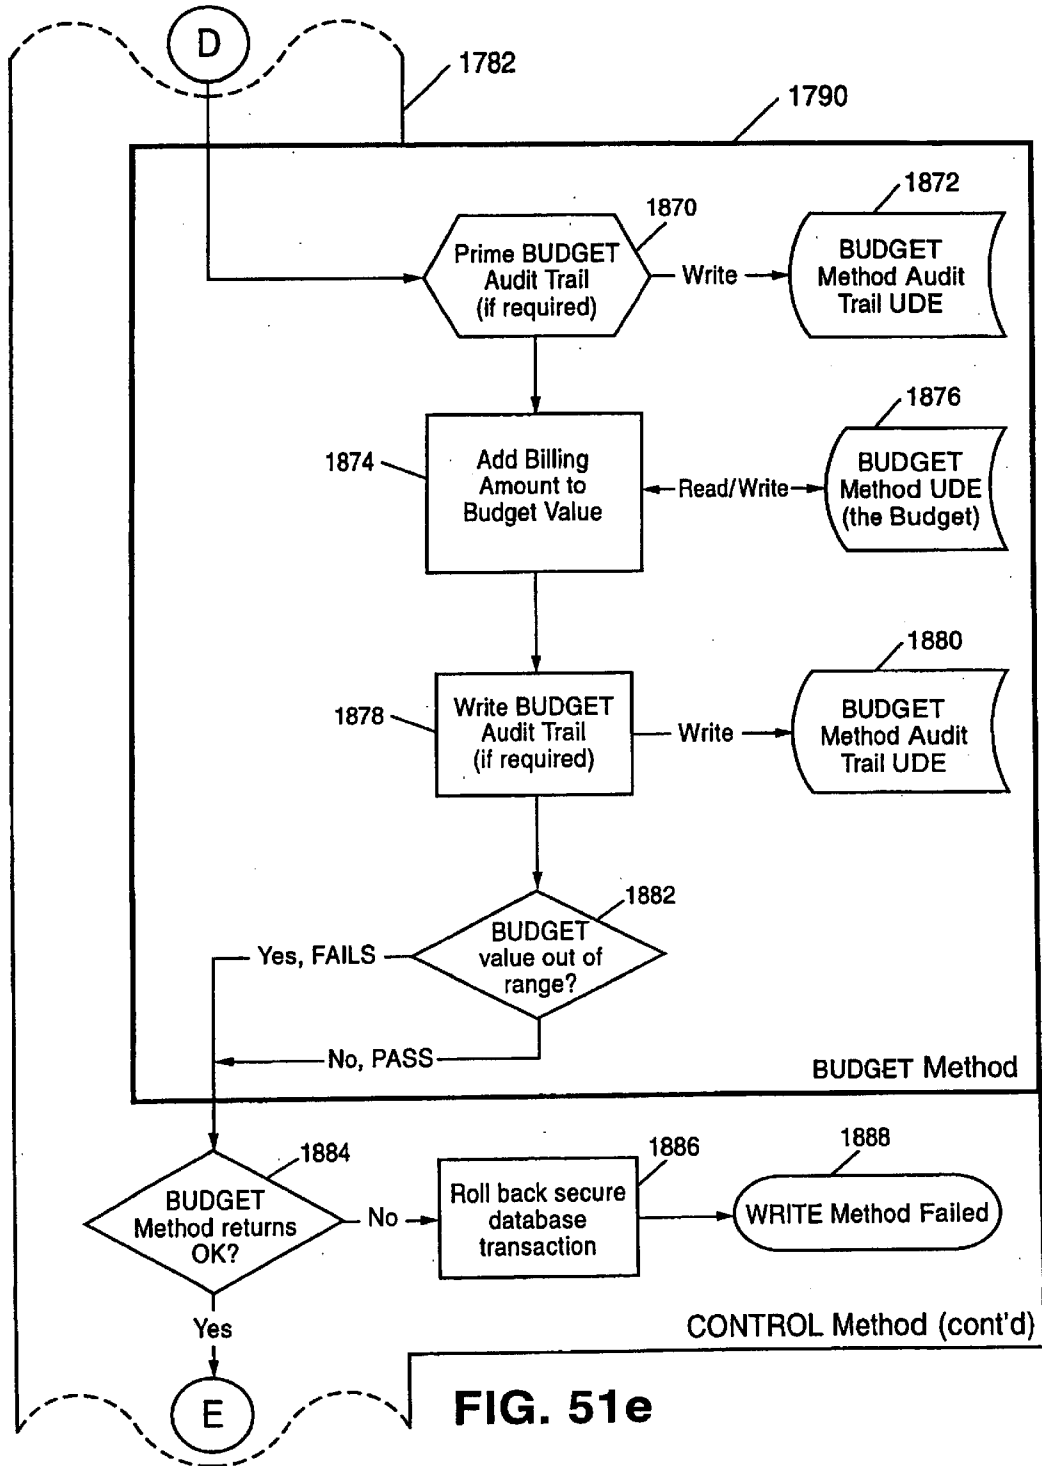 D
1782
1790
1872
1870
Prime BUDGET
Audit Trail
(if required)
Write
BUDGET
Method Audit
Trail UDE
1876
1874
Add Billing
Amount to
Budget Value
Read/Write
BUDGET
Method UDE
(the Budget)
1880
1878
Write BUDGET
Audit Trail
(if required)
Write
BUDGET
Method Audit
Trail UDE
1882
BUDGET
value out of
range?
Yes, FAILS
No, PASS
BUDGET Method
1884
BUDGET
Method returns
OK?
No
1886
Roll back secure
database
transaction
1888
WRITE Method Failed
Yes
CONTROL Method (cont'd)
E
FIG. 51e